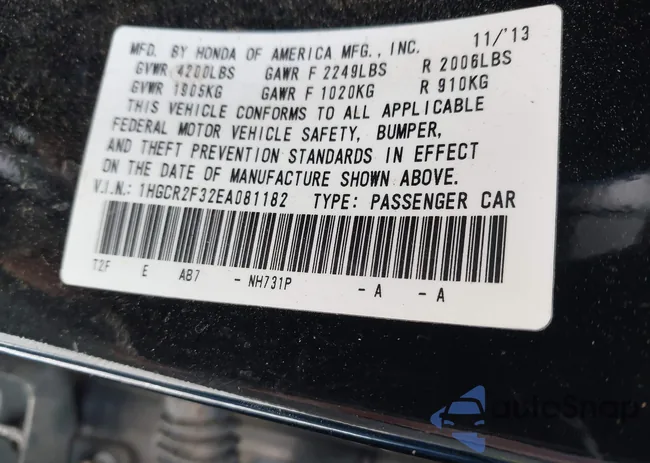 MFD. BY HONDA OF AMERICA MFG., INC. 11/'13
GVWR 4200LBS GAWR F 2249LBS R 2006LBS
GVWR 1905KG GAWR F 1020KG R 910KG
THIS VEHICLE CONFORMS TO ALL APPLICABLE
FEDERAL MOTOR VEHICLE SAFETY, BUMPER,
AND THEFT PREVENTION STANDARDS IN EFFECT
ON THE DATE OF MANUFACTURE SHOWN ABOVE.
V.I.N.: 1HGCR2F32EA081182 TYPE: PASSENGER CAR
T2F E AB7 - NH731P - A - A
autoSnap